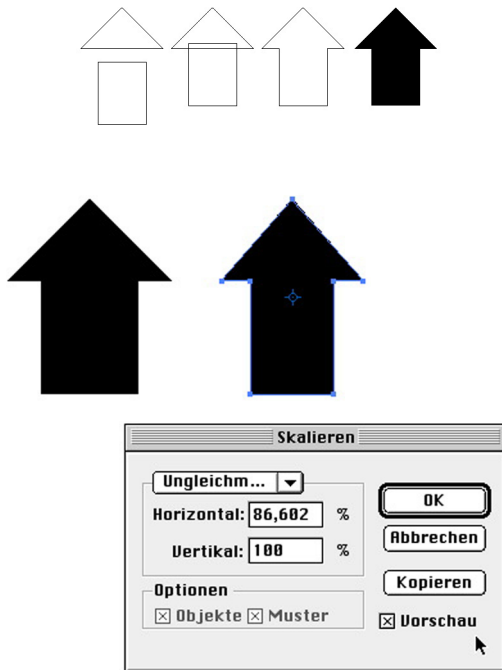 Skalieren
Ungleichm...
Horizontal: 86,602 %
Vertikal: 100 %
Optionen
Objekte Muster
OK
Abbrechen
Kopieren
Vorschau